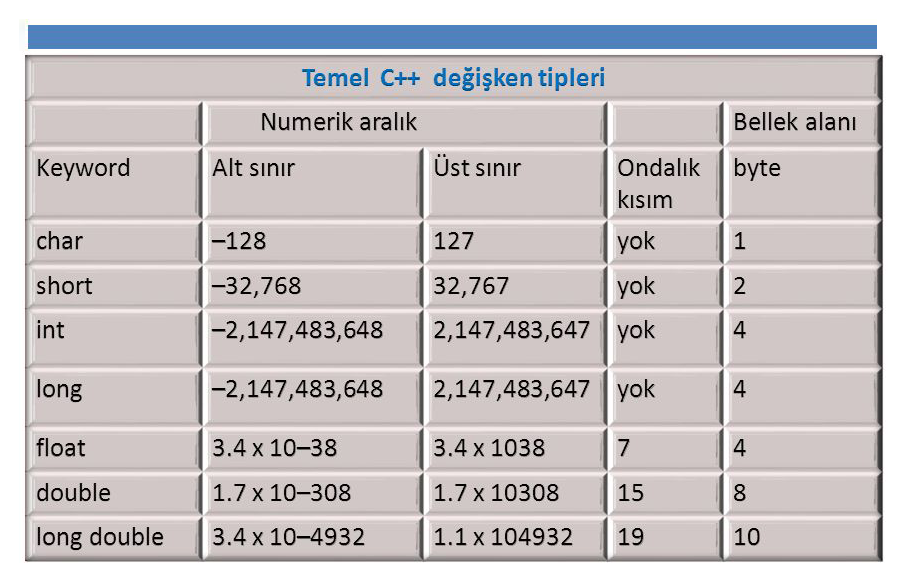 Temel C++ değişken tipleri
Numerik aralık Bellek alanı
Keyword Alt sınır Üst sınır Ondalık kısım byte
char –128 127 yok 1
short –32,768 32,767 yok 2
int –2,147,483,648 2,147,483,647 yok 4
long –2,147,483,648 2,147,483,647 yok 4
float 3.4 x 10–38 3.4 x 1038 7 4
double 1.7 x 10–308 1.7 x 10308 15 8
long double 3.4 x 10–4932 1.1 x 104932 19 10